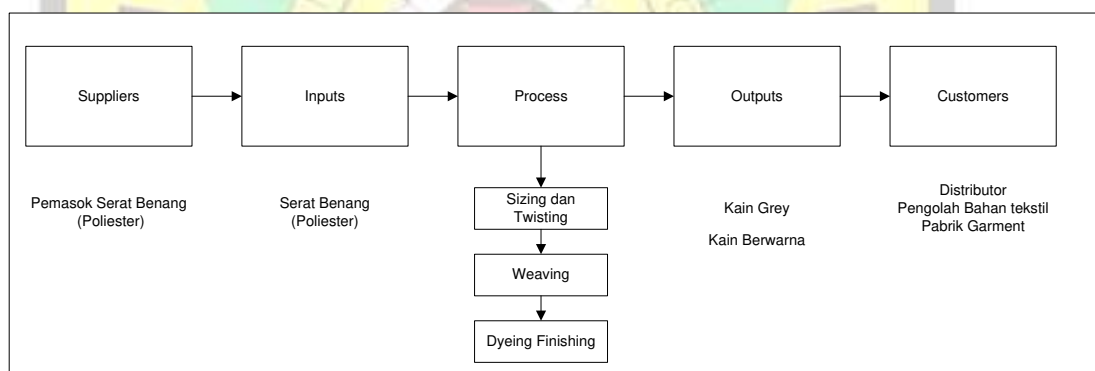 Suppliers
Inputs
Process
Outputs
Customers
Pemasok Serat Benang
(Poliester)
Serat Benang
(Poliester)
Sizing dan
Twisting
Weaving
Dyeing Finishing
Kain Grey
Kain Berwarna
Distributor
Pengolah Bahan tekstil
Pabrik Garment